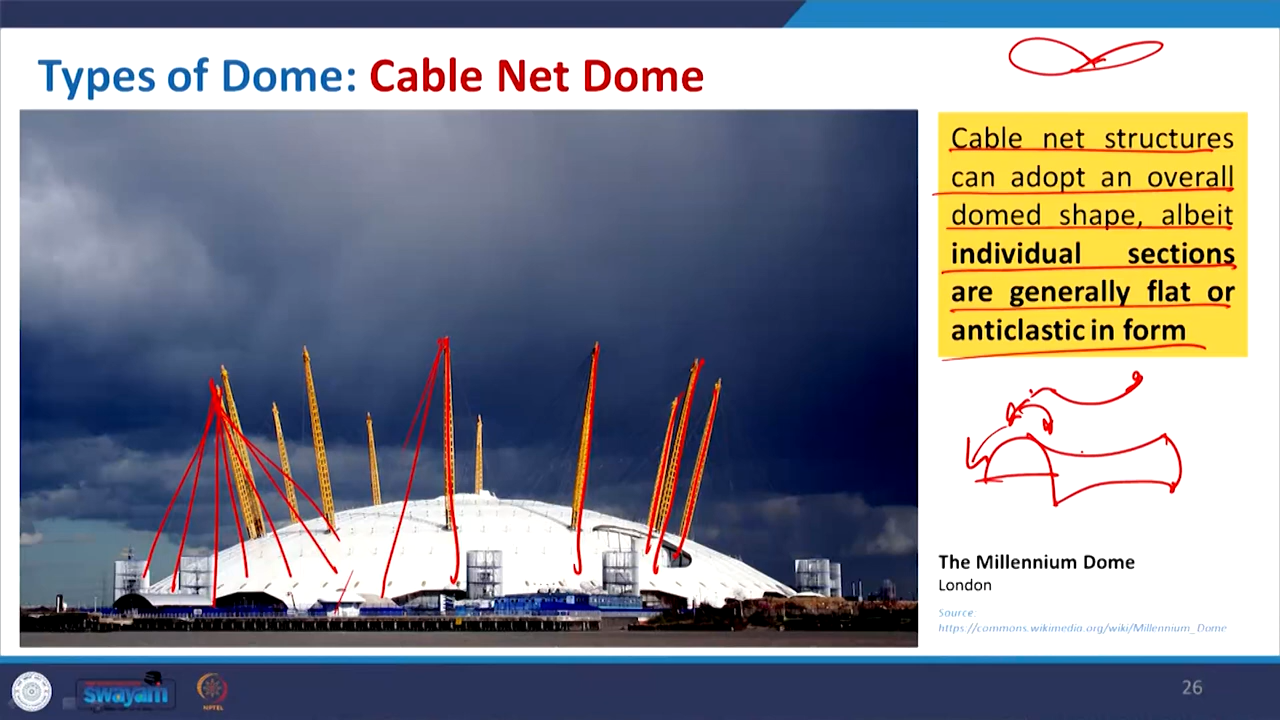 Types of Dome: Cable Net Dome
Cable net structures
can adopt an overall
domed shape, albeit
individual sections
are generally flat or
anticlastic in form
The Millennium Dome
London
Source:
https://commons.wikimedia.org/wiki/Millennium_Dome
swayam
NPTEL
26